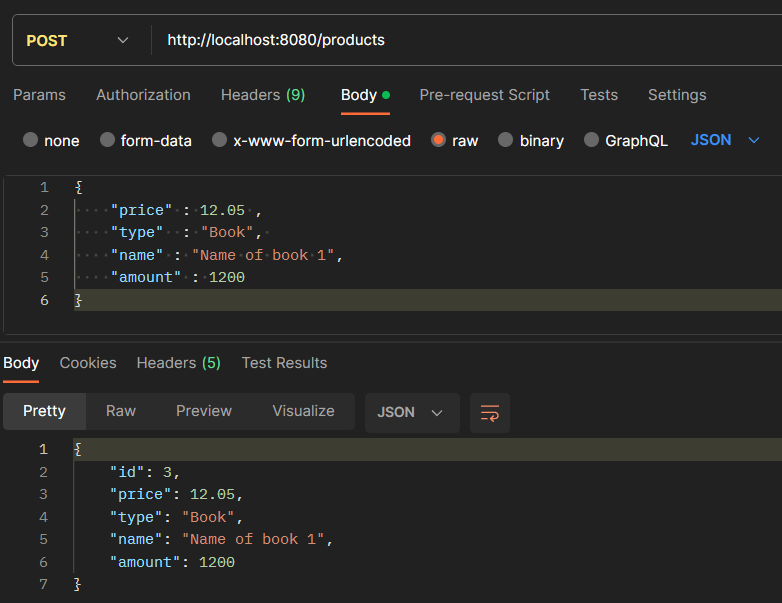 POST http://localhost:8080/products
Params Authorization Headers (9) Body Pre-request Script Tests Settings
none form-data x-www-form-urlencoded raw binary GraphQL JSON
1 {
2 "price" : 12.05 ,
3 "type" : "Book",
4 "name" : "Name of book 1",
5 "amount" : 1200
6 }
Body Cookies Headers (5) Test Results
Pretty Raw Preview Visualize JSON
1 {
2 "id": 3,
3 "price": 12.05,
4 "type": "Book",
5 "name": "Name of book 1",
6 "amount": 1200
7 }